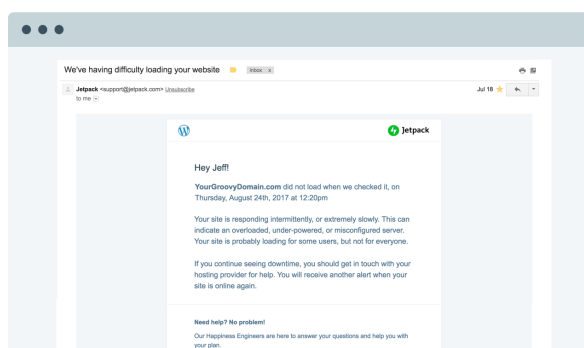 We've having difficulty loading your website
Inbox x
Jetpack <support@jetpack.com> Unsubscribe
Jul 18
to me
Jetpack
Hey Jeff!
YourGroovyDomain.com did not load when we checked it, on
Thursday, August 24th, 2017 at 12:20pm
Your site is responding intermittently, or extremely slowly. This can
indicate an overloaded, under-powered, or misconfigured server.
Your site is probably loading for some users, but not for everyone.
If you continue seeing downtime, you should get in touch with your
hosting provider for help. You will receive another alert when your
site is online again.
Need help? No problem!
Our Happiness Engineers are here to answer your questions and help you with
your plan.